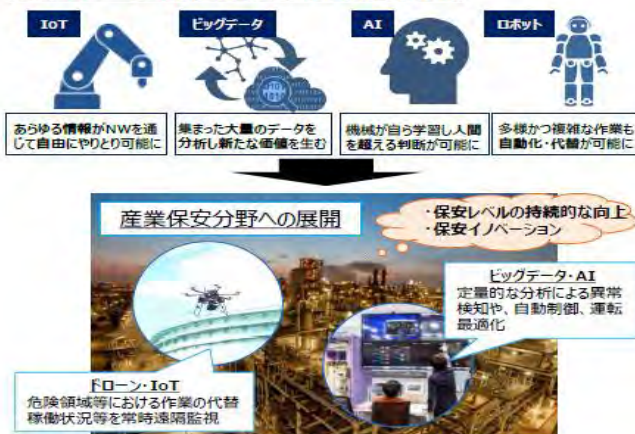 IoT
ビッグデータ
AI
ロボット
あらゆる情報がNWを通
じて自由にやりとり可能に
集まった大量のデータを
分析し新たな価値を生む
機械が自ら学習し人間
を超える判断が可能に
多様かつ複雑な作業も
自動化・代替が可能に
産業保安分野への展開
・保安レベルの持続的な向上
・保安イノベーション
ビッグデータ・AI
定量的な分析による異常
検知や、自動制御、運転
最適化
ドローン・IoT
危険領域等における作業の代替
稼働状況等を常時遠隔監視